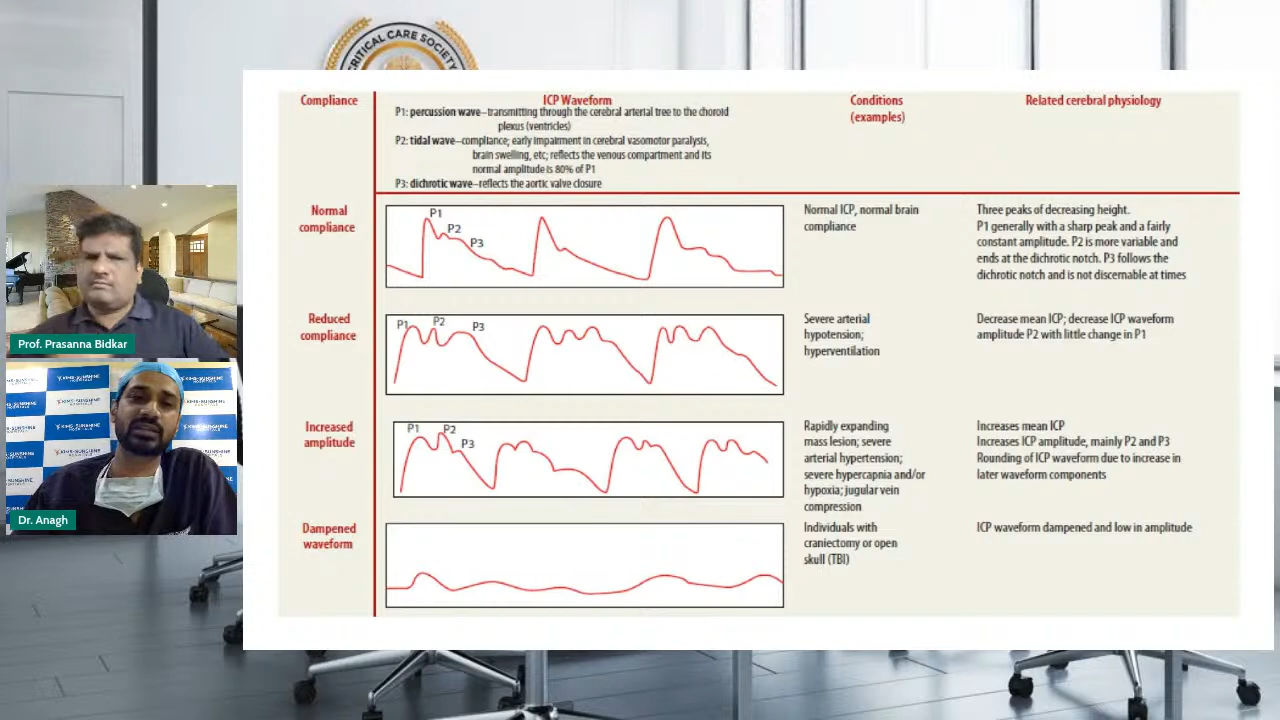 CRITICAL CARE SOCIETY
Compliance
ICP Waveform
Conditions
(examples)
Related cerebral physiology
P1: percussion wave–transmitting through the cerebral arterial tree to the choroid
plexus (ventricles)
P2: tidal wave–compliance; early impairment in cerebral vasomotor paralysis,
brain swelling, etc; reflects the venous compartment and its
normal amplitude is 80% of P1
P3: dichrotic wave–reflects the aortic valve closure
Normal
compliance
P1
P2
P3
Normal ICP, normal brain
compliance
Three peaks of decreasing height.
P1 generally with a sharp peak and a fairly
constant amplitude. P2 is more variable and
ends at the dichrotic notch. P3 follows the
dichrotic notch and is not discernable at times
Reduced
compliance
P1
P2
P3
Severe arterial
hypotension;
hyperventilation
Decrease mean ICP; decrease ICP waveform
amplitude P2 with little change in P1
Increased
amplitude
P1
P2
P3
Rapidly expanding
mass lesion; severe
arterial hypertension;
severe hypercapnia and/or
hypoxia; jugular vein
compression
Increases mean ICP
Increases ICP amplitude, mainly P2 and P3
Rounding of ICP waveform due to increase in
later waveform components
Dampened
waveform
Individuals with
craniectomy or open
skull (TBI)
ICP waveform dampened and low in amplitude
Prof. Prasanna Bidkar
KIMS-SUNSHINE
HOSPITALS
Dr. Anagh